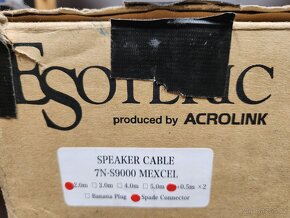 ESOTERIC
produced by ACROLINK
SPEAKER CABLE
7N-S9000 MEXCEL
2.0m 3.0m 4.0m 5.0m +0.5m × 2
Banana Plug Spade Connector